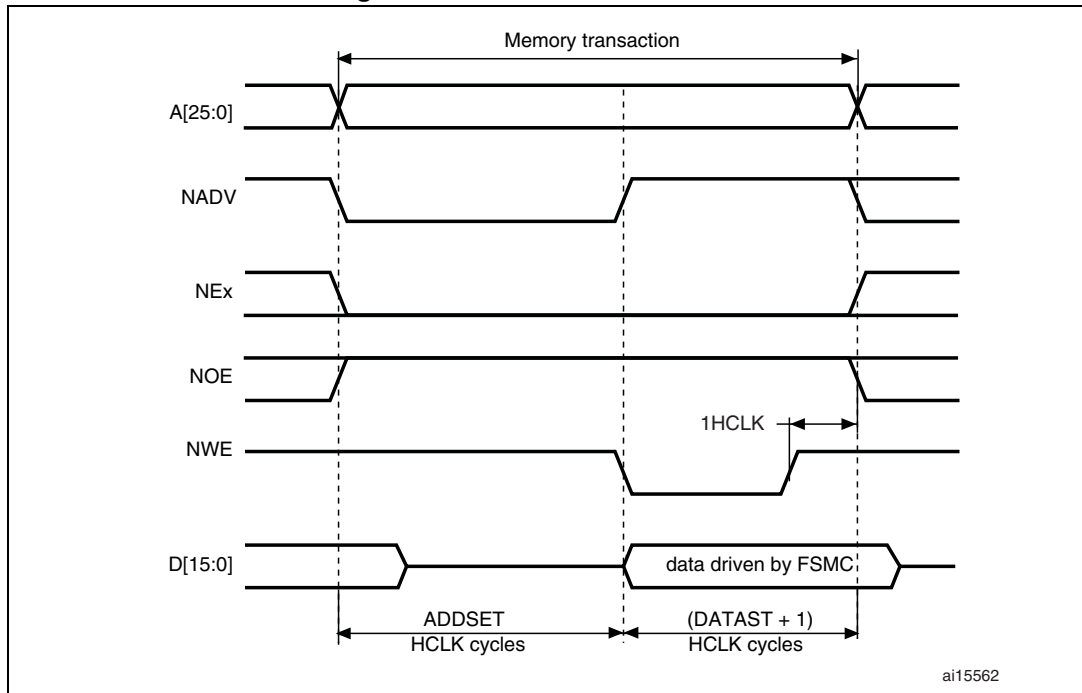 Memory transaction
A[25:0]
NADV
NEx
NOE
1HCLK
NWE
D[15:0]
data driven by FSMC
ADDSET
HCLK cycles
(DATAST + 1)
HCLK cycles
ai15562